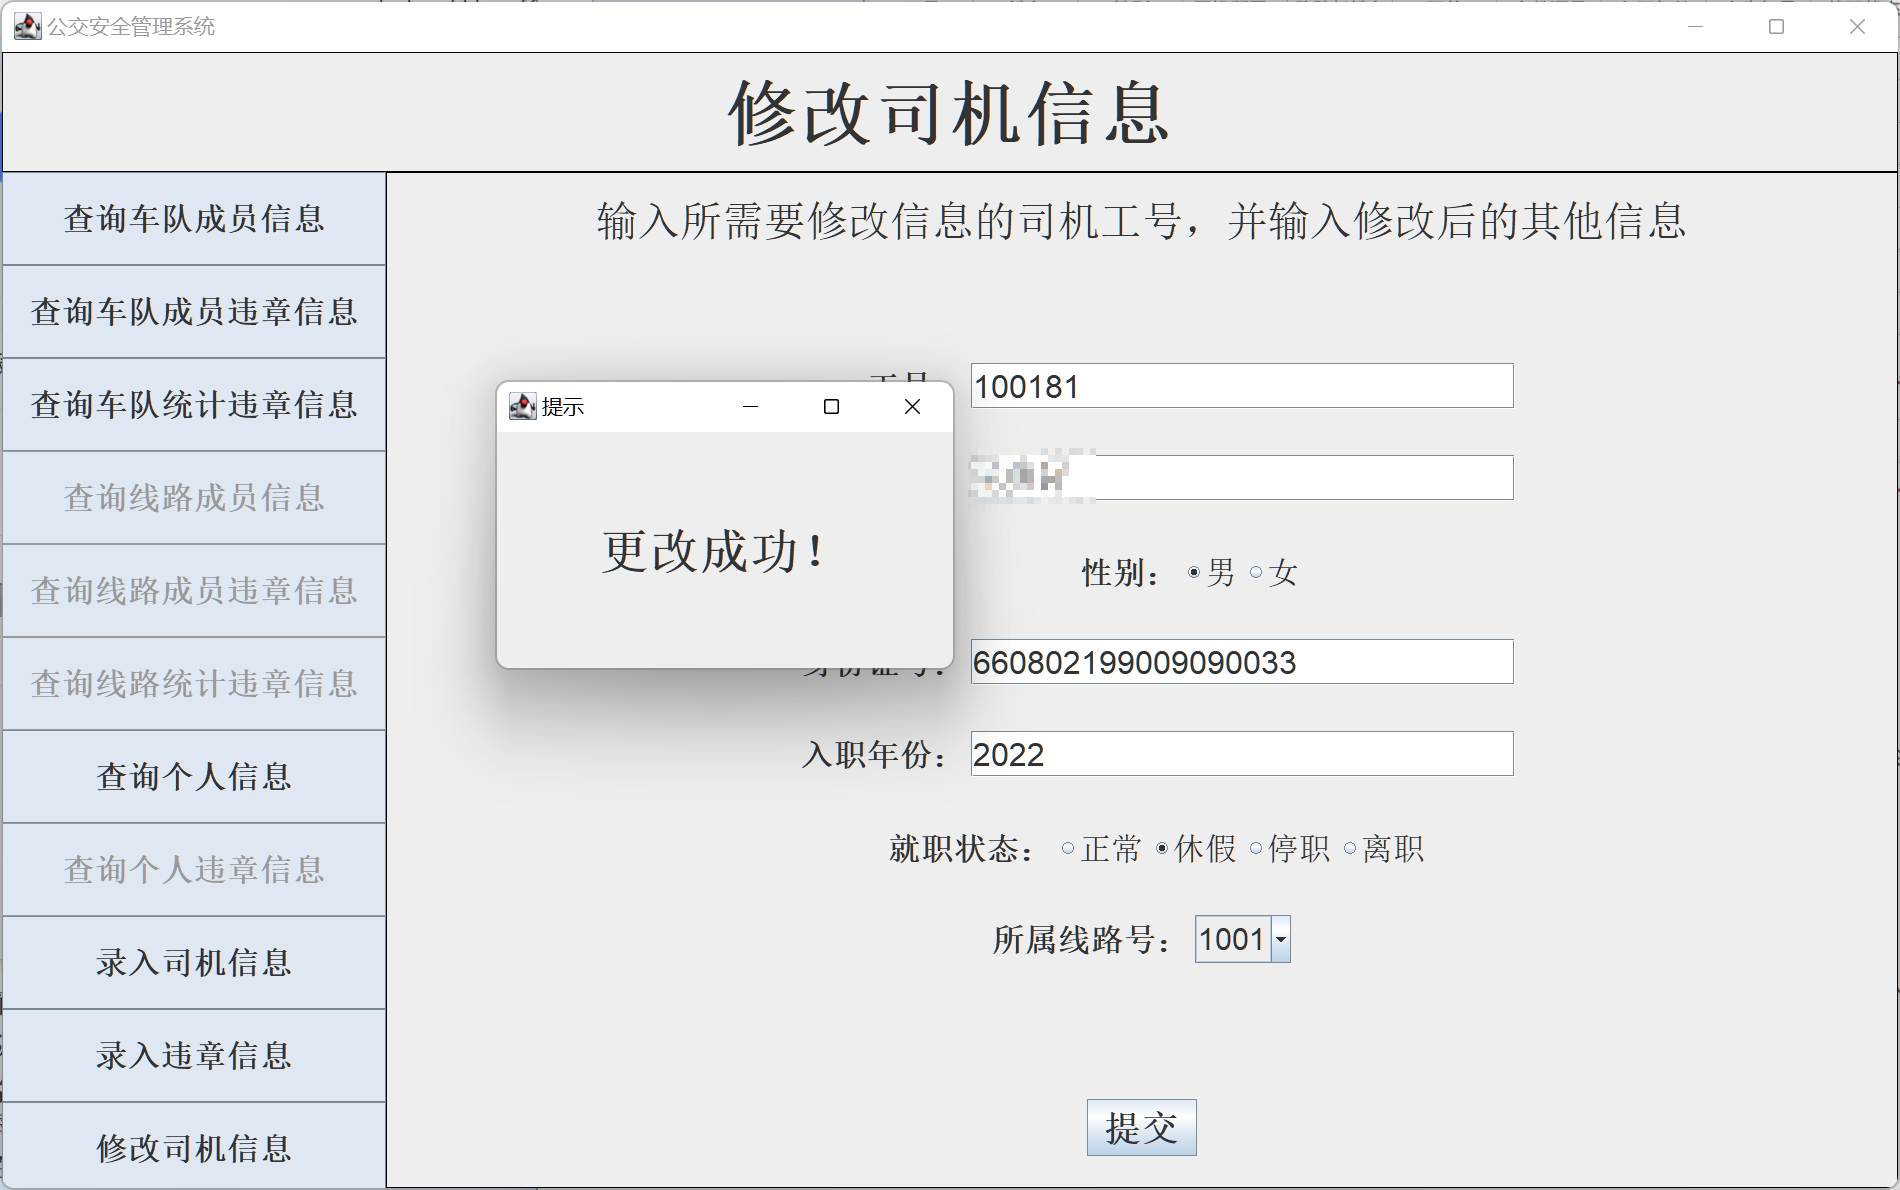 公交安全管理系统
修改司机信息
查询车队成员信息
查询车队成员违章信息
查询车队统计违章信息
查询线路成员信息
查询线路成员违章信息
查询线路统计违章信息
查询个人信息
查询个人违章信息
录入司机信息
录入违章信息
修改司机信息
输入所需要修改信息的司机工号，并输入修改后的其他信息
100181
提示
更改成功！
性别： 男 女
身份证号： 660802199009090033
入职年份： 2022
就职状态： 正常 休假 停职 离职
所属线路号： 1001
提交